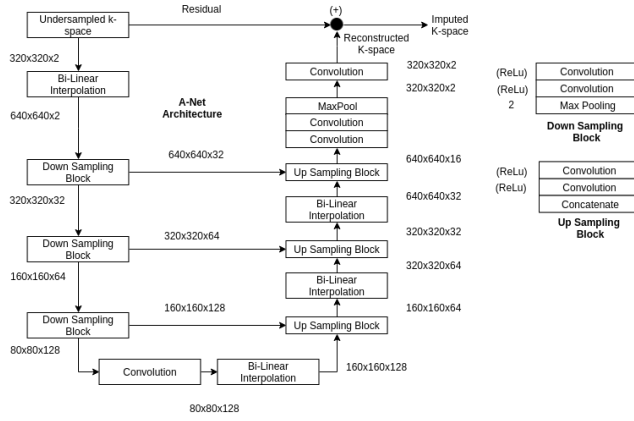 Undersampled k-
space
Residual
(+)
Imputed
K-space
Reconstructed
K-space
320x320x2
Bi-Linear
Interpolation
640x640x2
A-Net
Architecture
Convolution
320x320x2
320x320x2
MaxPool
Convolution
Convolution
640x640x32
Down Sampling
Block
Up Sampling Block
640x640x16
320x320x32
Bi-Linear
Interpolation
640x640x32
320x320x64
Down Sampling
Block
Up Sampling Block
320x320x32
160x160x64
Bi-Linear
Interpolation
320x320x64
160x160x128
Down Sampling
Block
Up Sampling Block
160x160x64
80x80x128
Convolution
Bi-Linear
Interpolation
160x160x128
80x80x128
(ReLu)
Convolution
(ReLu)
Convolution
2
Max Pooling
Down Sampling
Block
(ReLu)
Convolution
(ReLu)
Convolution
Concatenate
Up Sampling
Block